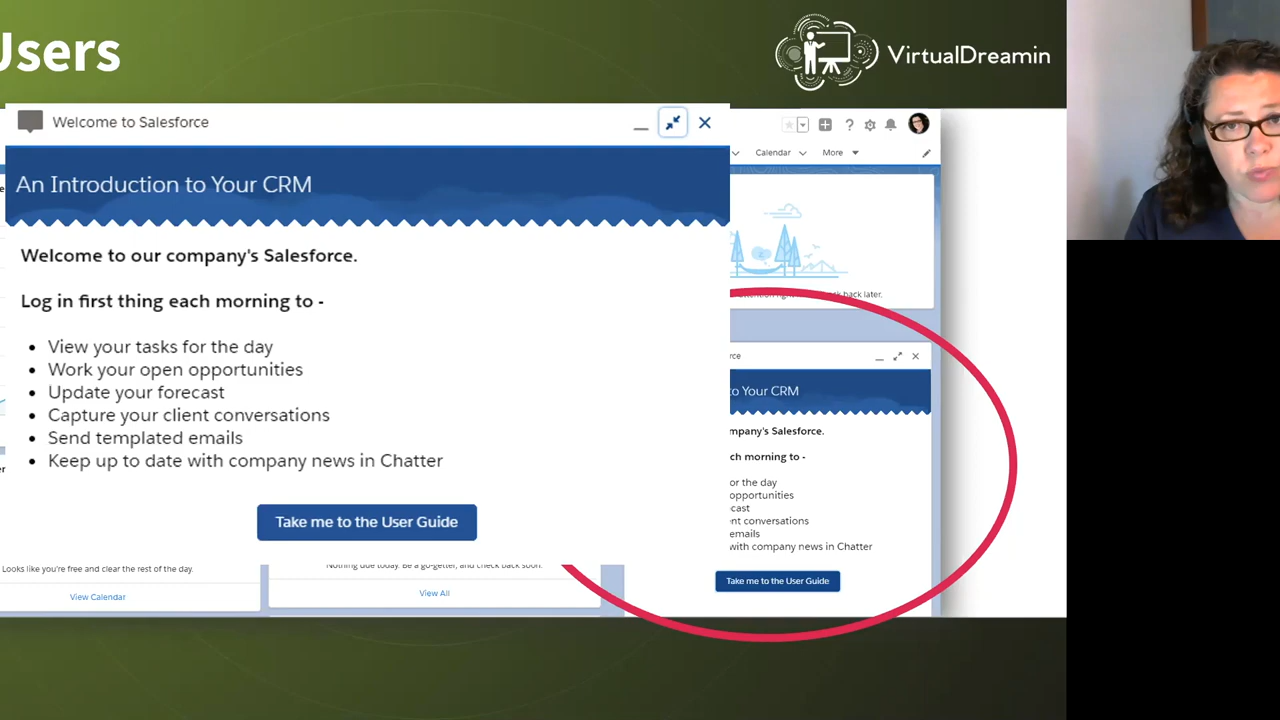 Users
VirtualDreamin
Welcome to Salesforce
An Introduction to Your CRM
Welcome to our company's Salesforce.
Log in first thing each morning to -
View your tasks for the day
Work your open opportunities
Update your forecast
Capture your client conversations
Send templated emails
Keep up to date with company news in Chatter
Take me to the User Guide
Calendar
More
back later.
to Your CRM
Salesforce.
morning to -
or the day
opportunities
conversations
emails
with company news in Chatter
Take me to the User Guide
Looks like you're free and clear the rest of the day.
View Calendar
Nothing due today. Be a go-getter, and check back soon.
View All